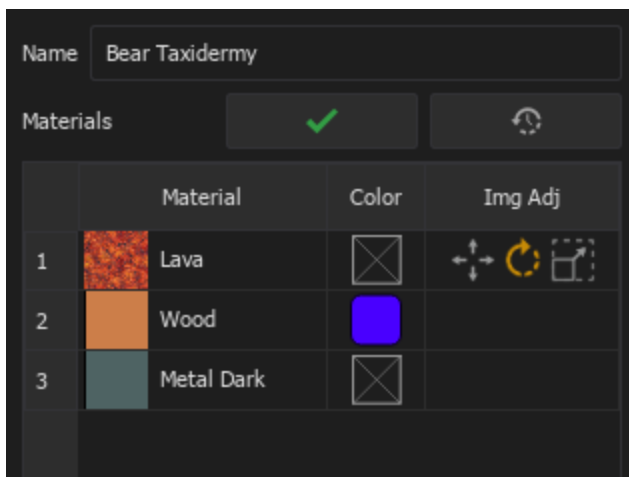 Name Bear Taxidermy
Materials
Material Color Img Adj
1 Lava
2 Wood
3 Metal Dark